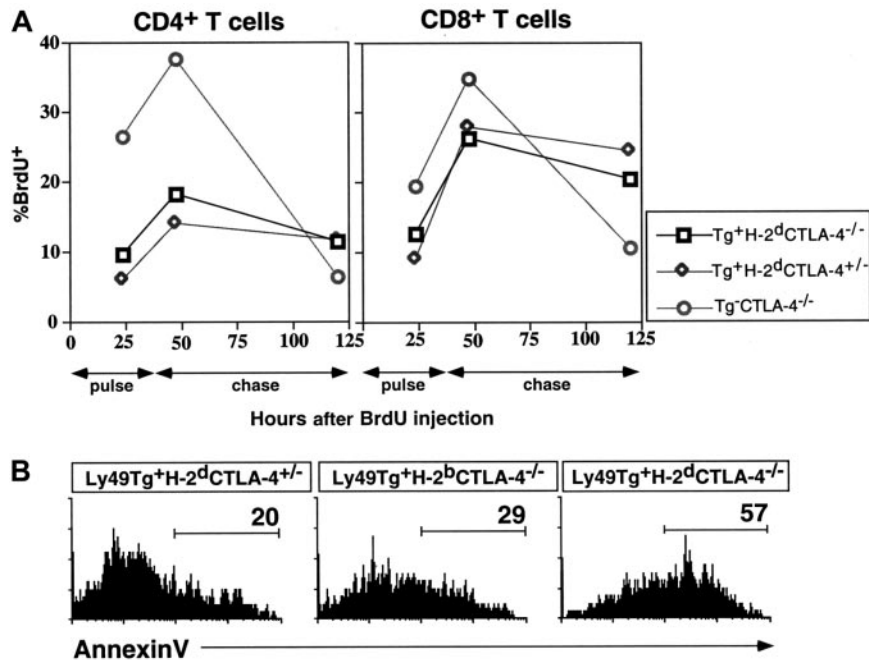 A
CD4+ T cells
CD8+ T cells
%BrdU+
40
30
20
10
0
0 25 50 75 100 125
0 25 50 75 100 125
pulse chase
pulse chase
Hours after BrdU injection
Tg+H-2dCTLA-4-/-
Tg+H-2dCTLA-4+/-
Tg-CTLA-4-/-
B
Ly49Tg+H-2dCTLA-4+/-
Ly49Tg+H-2bCTLA-4-/-
Ly49Tg+H-2dCTLA-4-/-
20
29
57
AnnexinV